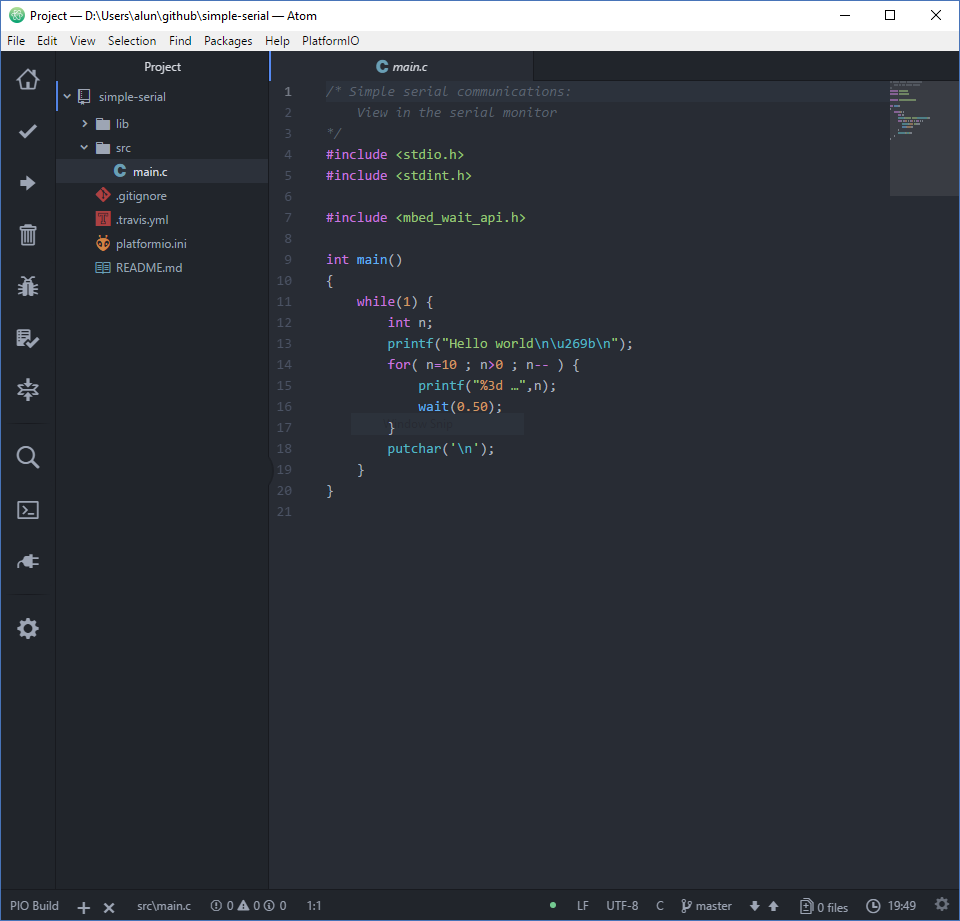 Project — D:\Users\alun\github\simple-serial — Atom
File Edit View Selection Find Packages Help PlatformIO
Project
simple-serial
lib
src
main.c
.gitignore
.travis.yml
platformio.ini
README.md
main.c
1 /* Simple serial communications:
2     View in the serial monitor
3 */
4 #include <stdio.h>
5 #include <stdint.h>
6
7 #include <mbed_wait_api.h>
8
9 int main()
10 {
11     while(1) {
12         int n;
13         printf("Hello world\n\u269b\n");
14         for( n=10 ; n>0 ; n-- ) {
15             printf("%3d …",n);
16             wait(0.50);
17         }
18         putchar('\n');
19     }
20 }
21
PIO Build src\main.c 0 0 0 1:1 LF UTF-8 C master 0 files 19:49